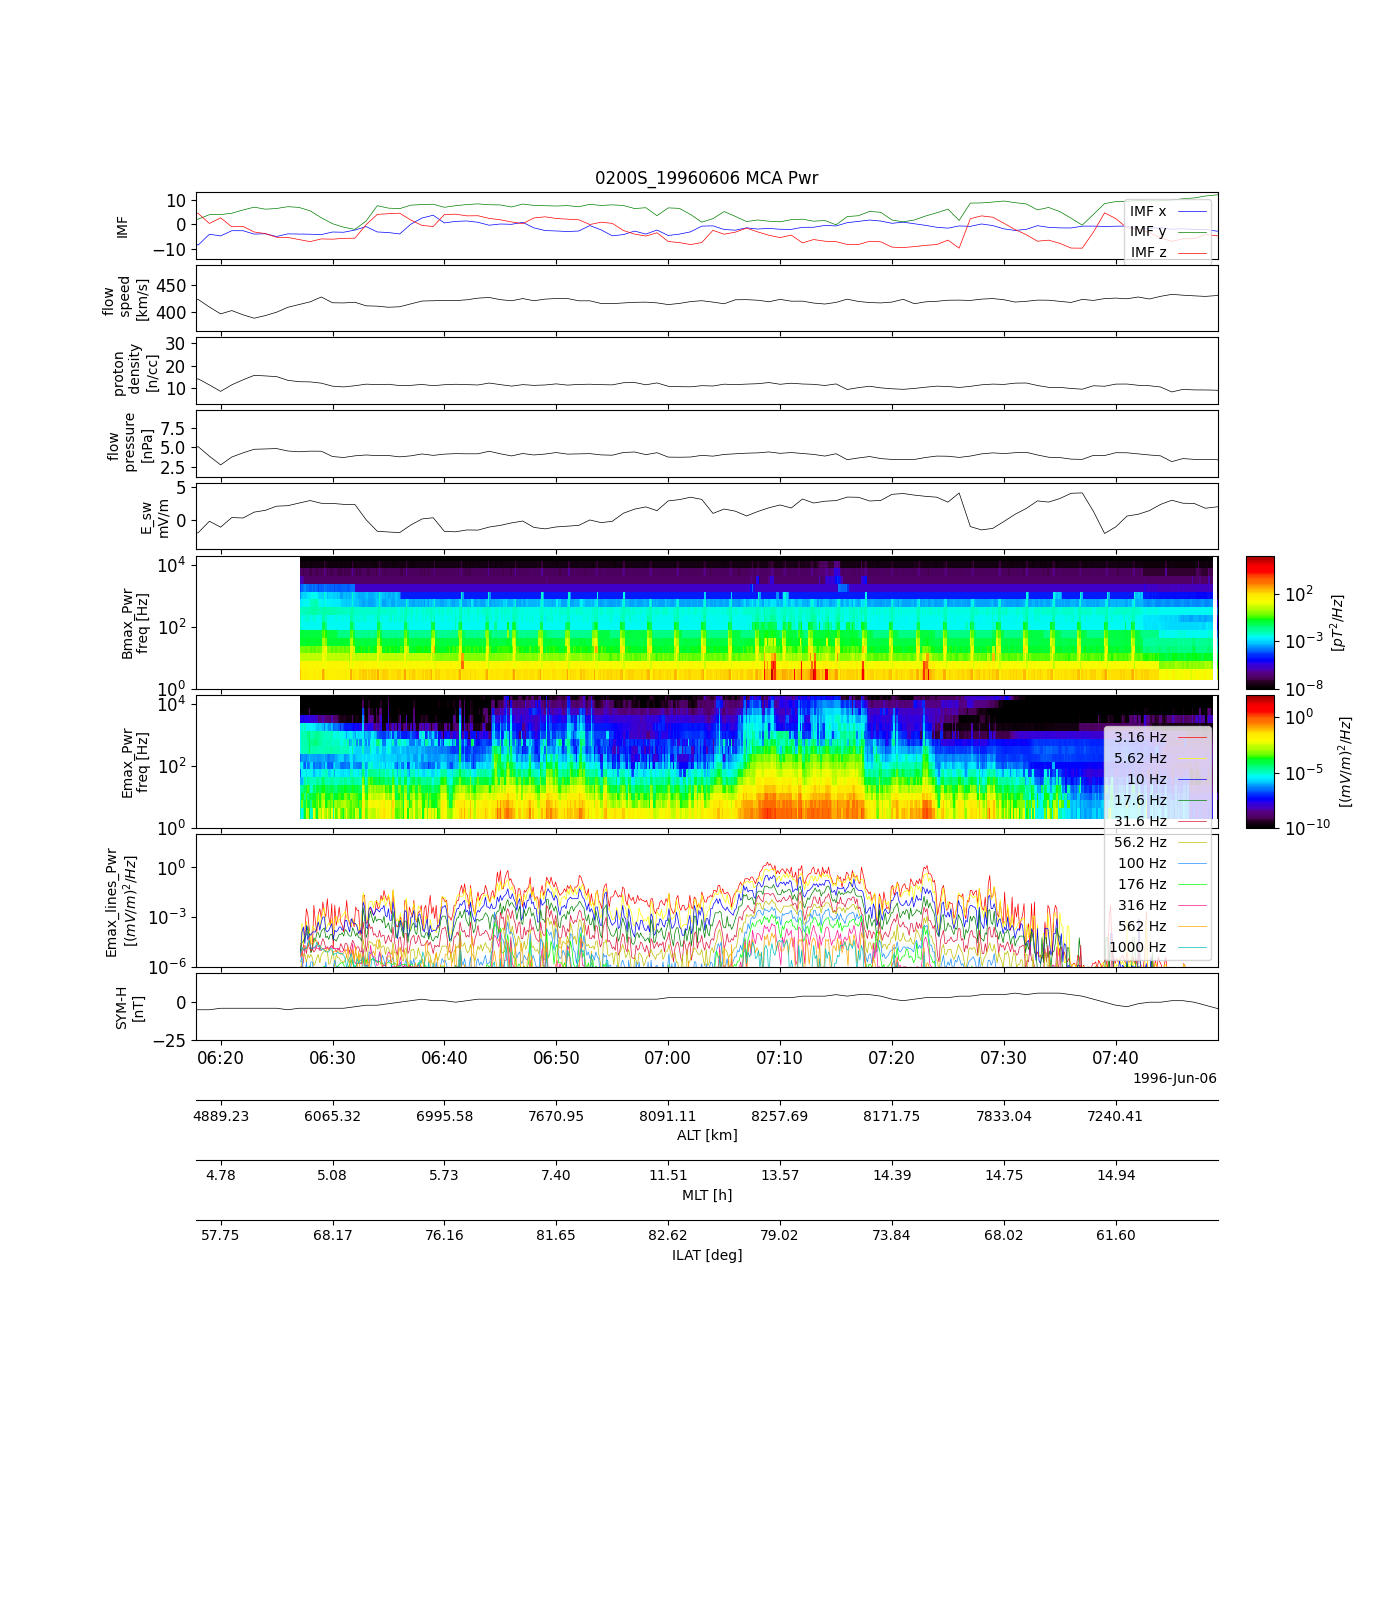 0200S_19960606 MCA Pwr
IMF
10
0
−10
IMF x
IMF y
IMF z
flow
speed
[km/s]
450
400
proton
density
[n/cc]
30
20
10
flow
pressure
[nPa]
7.5
5.0
2.5
E_sw
mV/m
5
0
Bmax_Pwr
freq [Hz]
10^4
10^2
10^0
10^2
10^−3
10^−8
[pT^2/Hz]
Emax_Pwr
freq [Hz]
10^4
10^2
10^0
10^0
10^−5
10^−10
[(mV/m)^2/Hz]
3.16 Hz
5.62 Hz
10 Hz
17.6 Hz
31.6 Hz
56.2 Hz
100 Hz
176 Hz
316 Hz
562 Hz
1000 Hz
Emax_lines_Pwr
[(mV/m)^2/Hz]
10^0
10^−3
10^−6
SYM-H
[nT]
0
−25
06:20 06:30 06:40 06:50 07:00 07:10 07:20 07:30 07:40
1996-Jun-06
4889.23 6065.32 6995.58 7670.95 8091.11 8257.69 8171.75 7833.04 7240.41
ALT [km]
4.78 5.08 5.73 7.40 11.51 13.57 14.39 14.75 14.94
MLT [h]
57.75 68.17 76.16 81.65 82.62 79.02 73.84 68.02 61.60
ILAT [deg]